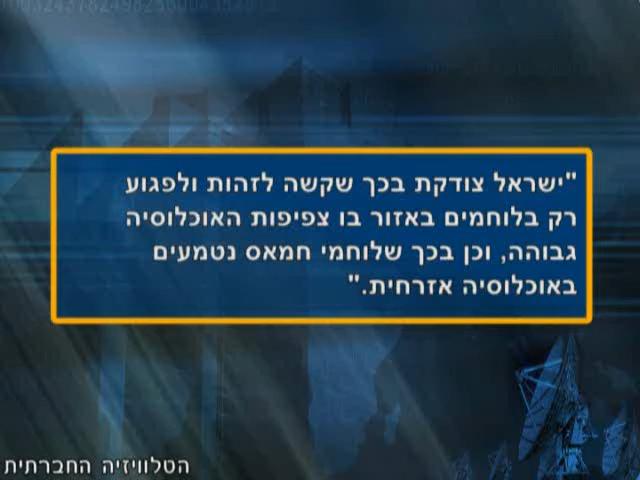 "ישראל צודקת בכך שקשה לזהות ולפגוע
רק בלוחמים באזור בו צפיפות האוכלוסיה
גבוהה, וכן בכך שלוחמי חמאס נטמעים
באוכלוסיה אזרחית."
הטלוויזיה החברתית